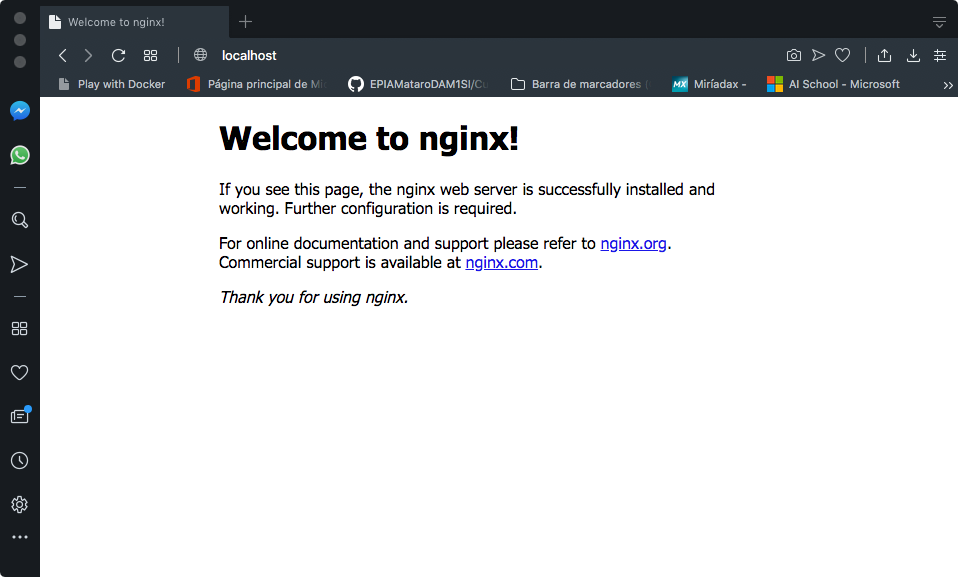 Welcome to nginx!
localhost
Play with Docker
Página principal de Mi
EPIAMataroDAM1SI/Cu
Barra de marcadores (
Miríadax -
AI School - Microsoft
Welcome to nginx!
If you see this page, the nginx web server is successfully installed and
working. Further configuration is required.
For online documentation and support please refer to nginx.org.
Commercial support is available at nginx.com.
Thank you for using nginx.